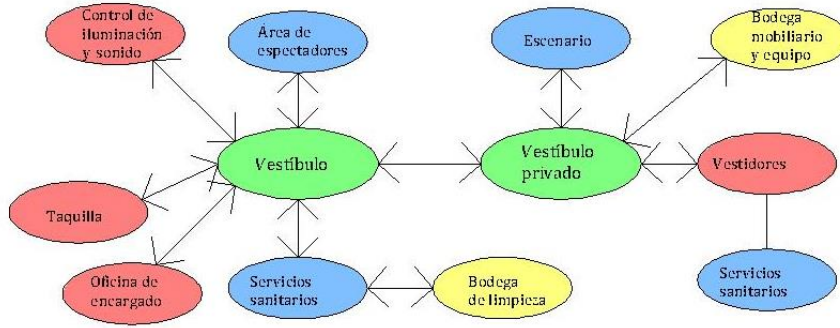 Control de
iluminación
y sonido
Área de
espectadores
Escenario
Bodega
mobiliario
y equipo
Vestíbulo
Vestíbulo
privado
Vestidores
Taquilla
Oficina de
encargado
Servicios
sanitarios
Bodega
de limpieza
Servicios
sanitarios